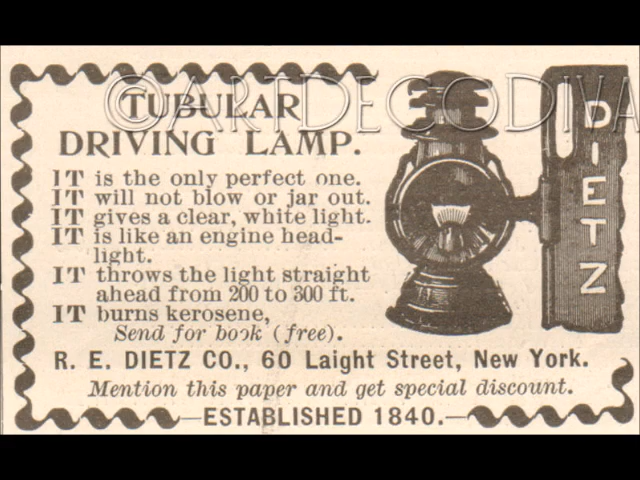 ©ARTDECODIVA
TUBULAR
DRIVING LAMP.
IT is the only perfect one.
IT will not blow or jar out.
IT gives a clear, white light.
IT is like an engine head-
light.
IT throws the light straight
ahead from 200 to 300 ft.
IT burns kerosene,
Send for book (free).
DIETZ
R. E. DIETZ CO., 60 Laight Street, New York.
Mention this paper and get special discount.
ESTABLISHED 1840.